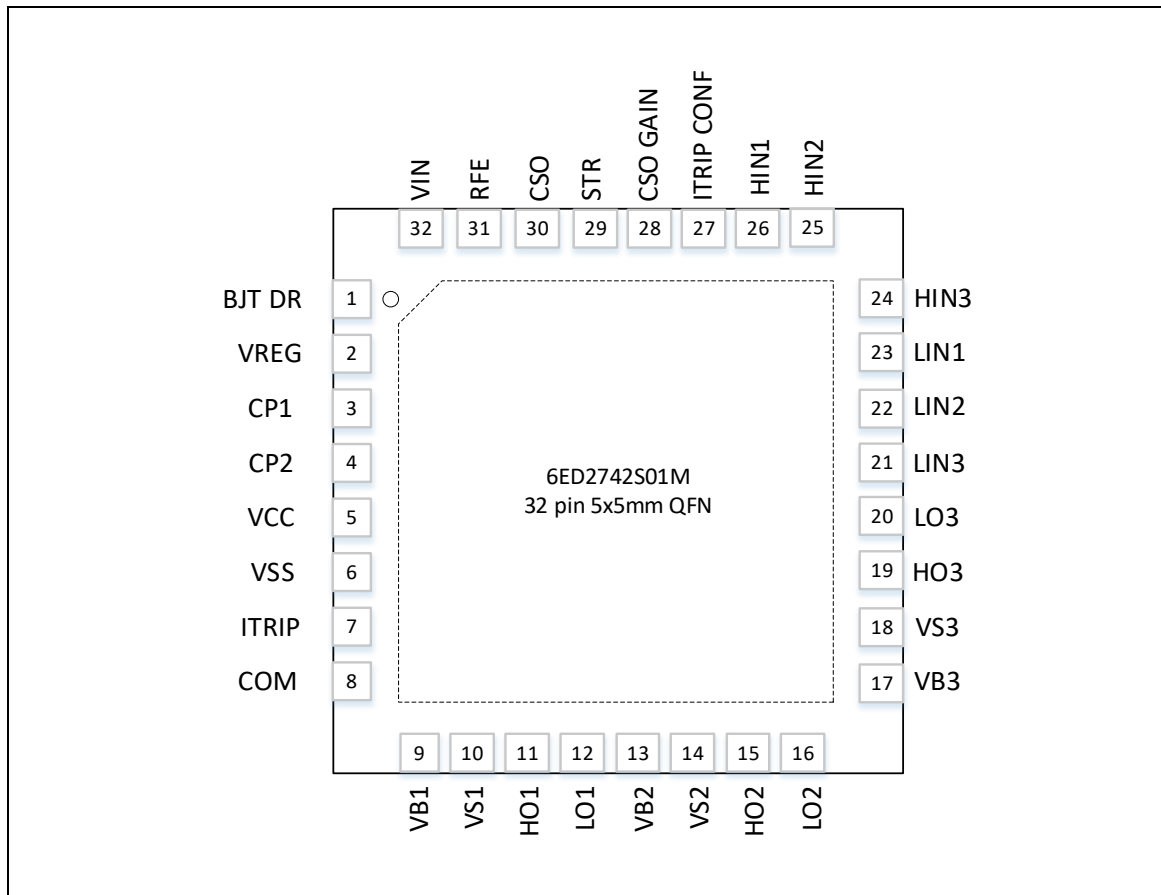 VIN
RFE
CSO
STR
CSO GAIN
ITRIP CONF
HIN1
HIN2
32 31 30 29 28 27 26 25
BJT DR 1
VREG 2
CP1 3
CP2 4
VCC 5
VSS 6
ITRIP 7
COM 8
6ED2742S01M
32 pin 5x5mm QFN
24 HIN3
23 LIN1
22 LIN2
21 LIN3
20 LO3
19 HO3
18 VS3
17 VB3
9 10 11 12 13 14 15 16
VB1
VS1
HO1
LO1
VB2
VS2
HO2
LO2